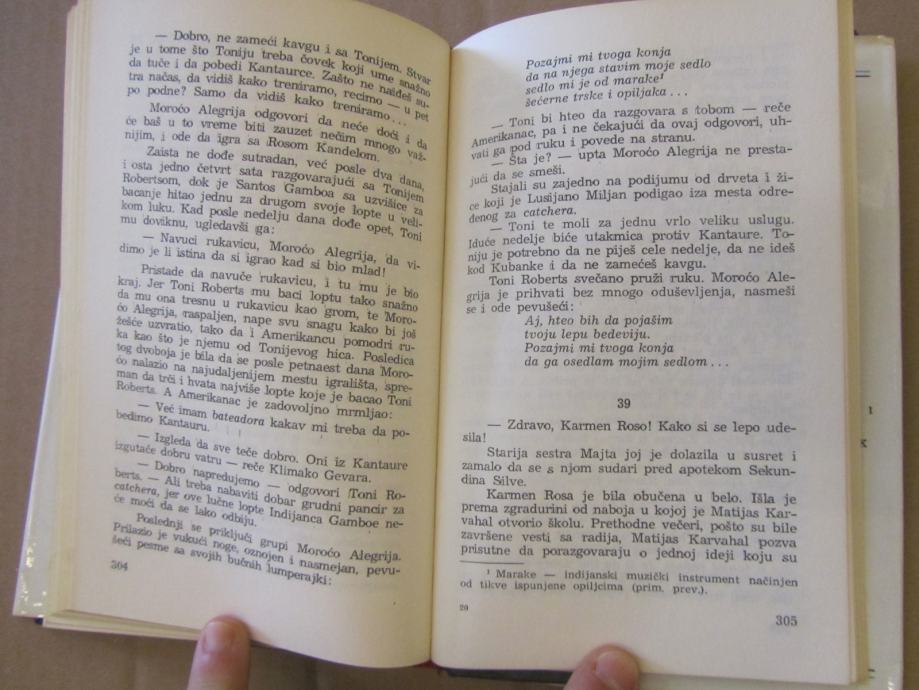 — Dobro, ne zameći kavgu i sa Tonijem. Stvar
je u tome što Toniju treba čovek koji ume snažno
da tuče i da pobedi Kantaurce. Zašto ne naiđeš su-
tra načas, da vidiš kako treniramo, recimo — u pet
po podne? Samo da vidiš kako treniramo...
Moroćo Alegrija odgovori da neće doći i da
će baš u to vreme biti zauzet nečim mnogo važ-
nijim, i ode da igra sa Rosom Kandelom.
Zaista ne dođe sutradan, već posle dva dana,
i osta jedno četvrt sata razgovarajući sa Tonijem
Robertsom, dok je Santos Gamboa sa uzvišice za
bacanje hitao jednu za drugom svoje lopte u veli-
kom luku. Kad posle nedelju dana dođe opet, Toni
mu doviknu, ugledavši ga:
— Navuci rukavicu, Moroćo Alegrija, da vi-
dimo je li istina da si igrao kad si bio mlad!
Pristade da navuče rukavicu, i tu mu je bio
kraj. Jer Toni Roberts mu baci loptu tako snažno
da mu ona tresnu u rukavicu kao grom, te Moro-
ćo Alegrija, raspaljen, nape svu snagu kako bi još
žešće uzvratio, tako da i Amerikancu pomodri ru-
ka kao što je njemu od Tonijevog hica. Posledica
tog dvoboja je bila da se posle petnaest dana Moro-
ćo nalazio na najudaljenijem mestu igrališta, spre-
man da trči i hvata najviše lopte koje je bacao Toni
Roberts. A Amerikanac je zadovoljno mrmljao:
— Već imam bateadora kakav mi treba da po-
bedimo Kantauru.
— Izgleda da sve teče dobro. Oni iz Kantaure
izgutaće dobru vatru — reče Klimako Gevara.
— Dobro napredujemo — odgovori Toni Ro-
berts. — Ali treba nabaviti dobar grudni pancir za
catchera, jer ove lučne lopte Indijanca Gamboe ne-
će moći da se lako odbiju.
Poslednji se priključi grupi Moroćo Alegrija.
Prilazio je vukući noge, oznojen i nasmejan, pevu-
šeći pesme sa svojih bučnih lumperajki:
304
Pozajmi mi tvoga konja
da na njega stavim moje sedlo
sedlo mi je od marake¹
šećerne trske i opiljaka...
— Toni bi hteo da razgovara s tobom — reče
Amerikanac, pa i ne čekajući da ovaj odgovori, uh-
vati ga pod ruku i povede na stranu.
— Šta je? — upta Moroćo Alegrija ne presta-
jući da se smeši.
Stajali su zajedno na podijumu od drveta i ži-
ce koji je Lusijano Miljan podigao iza mesta odre-
đenog za catchera.
— Toni te moli za jednu vrlo veliku uslugu.
Iduće nedelje biće utakmica protiv Kantaure. To-
niju je potrebno da ne piješ cele nedelje, da ne ideš
kod Kubanke i da ne zamećeš kavgu.
Toni Roberts svečano pruži ruku. Moroćo Ale-
grija je prihvati bez mnogo oduševljenja, nasmeši
se i ode pevušeći:
Aj, hteo bih da pojašim
tvoju lepu bedeviju.
Pozajmi mi tvoga konja
da ga osedlam mojim sedlom...
39
— Zdravo, Karmen Roso! Kako si se lepo ude-
sila!
Starija sestra Majta joj je dolazila u susret i
zamalo da se s njom sudari pred apotekom Sekun-
dina Silve.
Karmen Rosa je bila obučena u belo. Išla je
prema zgradurini od naboja u kojoj je Matijas Kar-
vahal otvorio školu. Prethodne večeri, pošto su bile
završene vesti sa radija, Matijas Karvahal pozva
prisutne da porazgovaraju o jednoj ideji koju su
¹ Marake — indijanski muzički instrument načinjen
od tikve ispunjene opiljcima (prim. prev.).
20
305